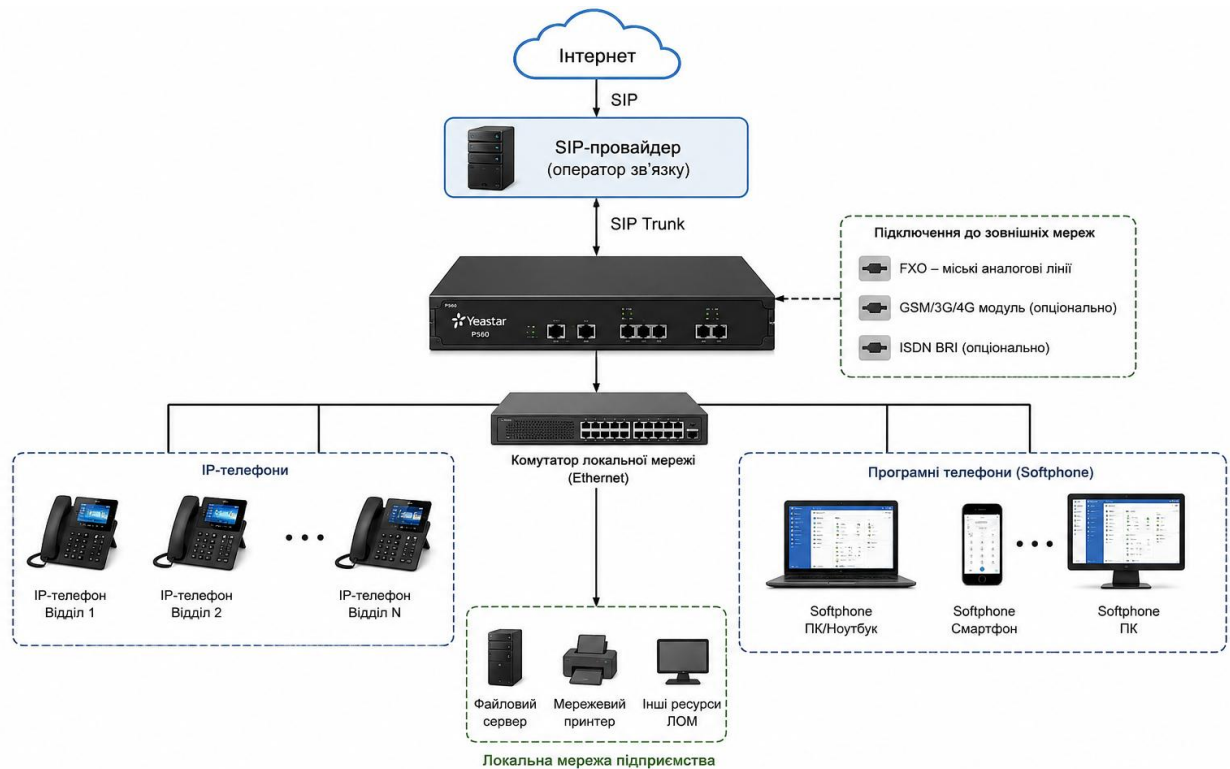 Інтернет
SIP
SIP-провайдер
(оператор зв'язку)
SIP Trunk
Підключення до зовнішніх мереж
FXO – міські аналогові лінії
GSM/3G/4G модуль (опціонально)
ISDN BRI (опціонально)
P560
Yeastar
P560
Комутатор локальної мережі
(Ethernet)
IP-телефони
IP-телефон
Відділ 1
IP-телефон
Відділ 2
IP-телефон
Відділ N
Програмні телефони (Softphone)
Softphone
ПК/Ноутбук
Softphone
Смартфон
Softphone
ПК
Файловий
сервер
Мережевий
принтер
Інші ресурси
ЛОМ
Локальна мережа підприємства